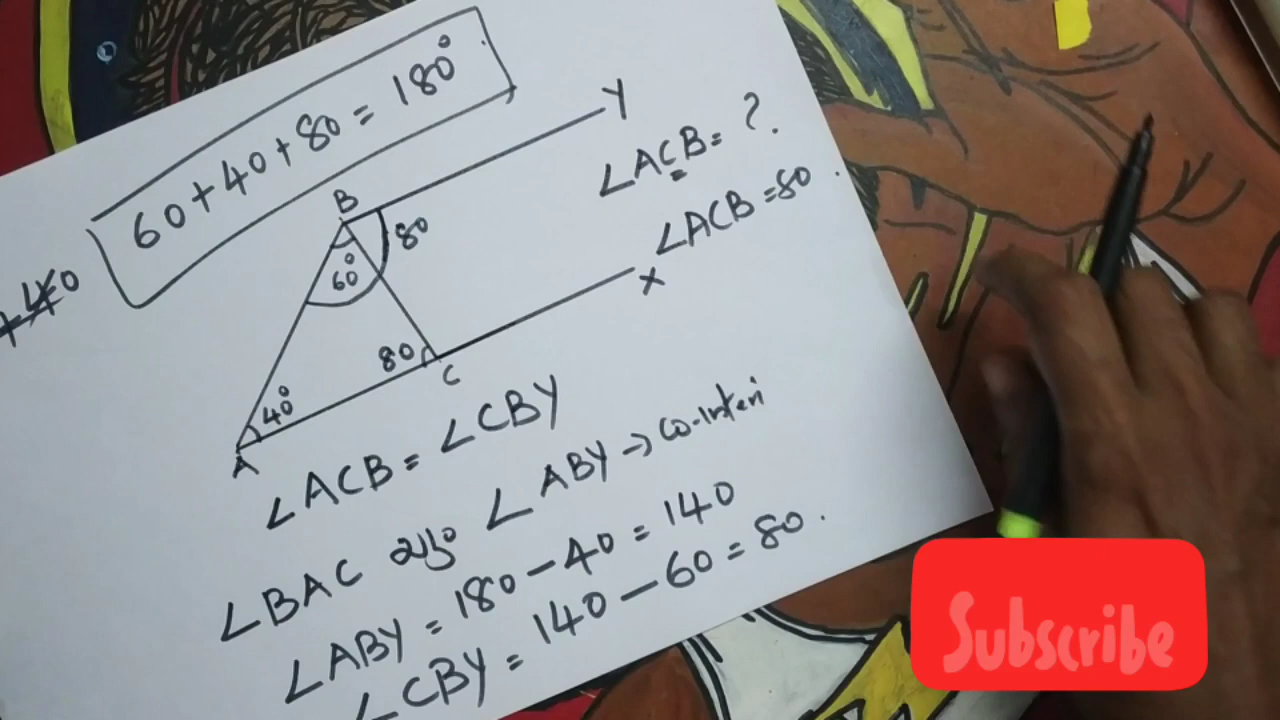 60+40+80=180°
B
Y
80
60°
∠ACB=?
∠ACB=80.
X
80
C
40°
A
∠ACB=∠CBY
∠BAC ∠ABY→co-interi
∠ABY=180-40=140
∠CBY=140-60=80.
Subscribe